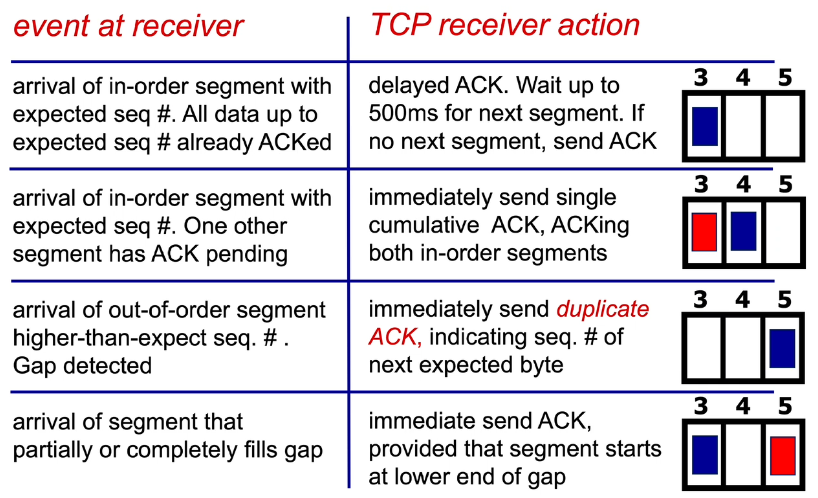 event at receiver
TCP receiver action
arrival of in-order segment with
expected seq #. All data up to
expected seq # already ACKed
delayed ACK. Wait up to
500ms for next segment. If
no next segment, send ACK
3 4 5
arrival of in-order segment with
expected seq #. One other
segment has ACK pending
immediately send single
cumulative ACK, ACKing
both in-order segments
3 4 5
arrival of out-of-order segment
higher-than-expect seq. # .
Gap detected
immediately send duplicate
ACK, indicating seq. # of
next expected byte
3 4 5
arrival of segment that
partially or completely fills gap
immediate send ACK,
provided that segment starts
at lower end of gap
3 4 5